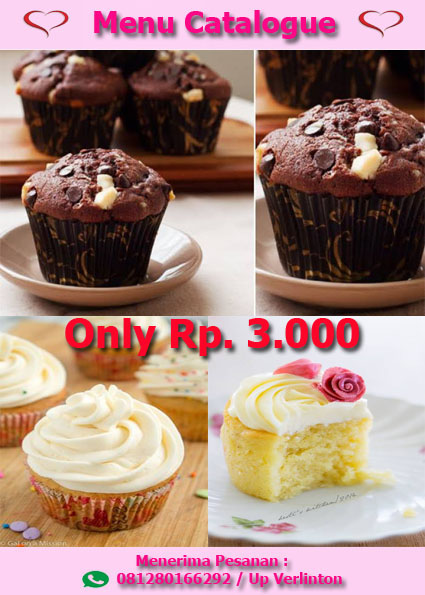 Menu Catalogue
Only Rp. 3.000
Menerima Pesanan :
081280166292 / Up Verlinton